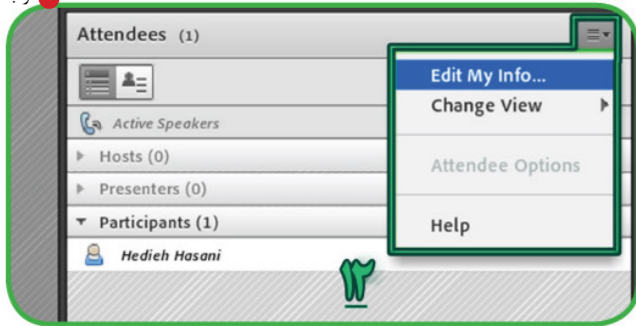 Attendees (1)
Edit My Info...
Change View
Active Speakers
Hosts (0)
Attendee Options
Presenters (0)
Participants (1)
Help
Hedieh Hasani
۱۲